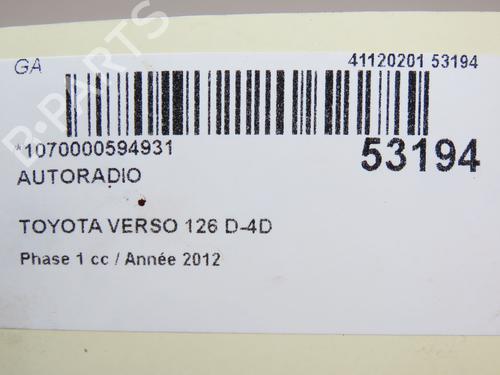 GA
41120201 53194
*1070000594931
53194
AUTORADIO
TOYOTA VERSO 126 D-4D
Phase 1 cc / Année 2012
B-PARTS